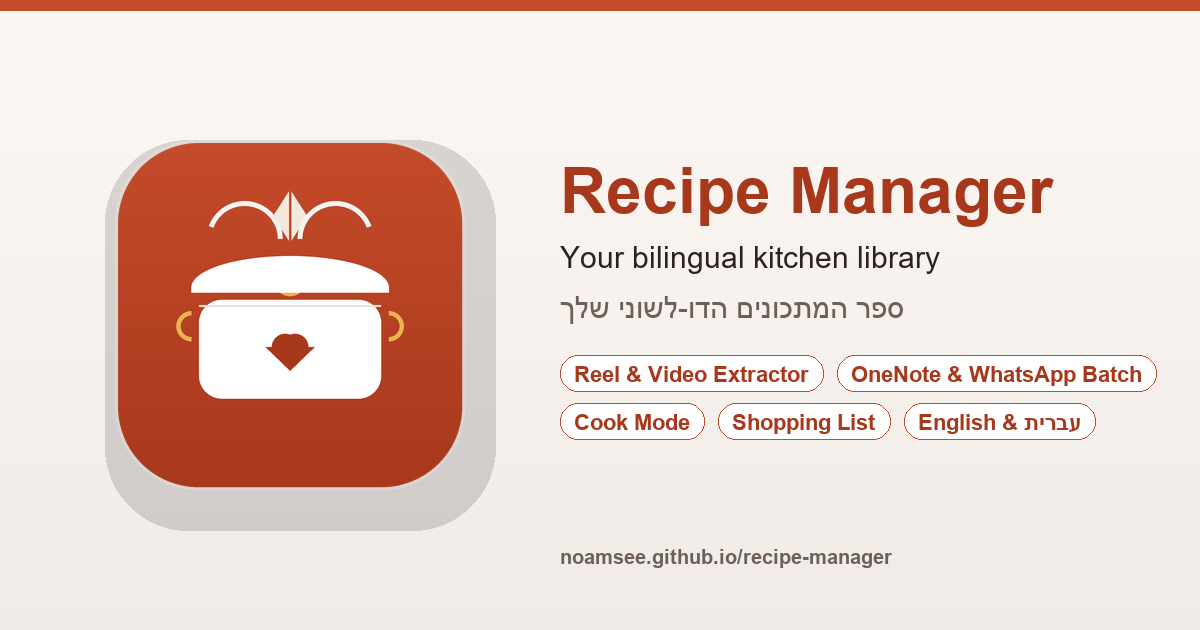 Recipe Manager
Your bilingual kitchen library
ספר המתכונים הדו-לשוני שלך
Reel & Video Extractor OneNote & WhatsApp Batch
Cook Mode Shopping List English & עברית
noamsee.github.io/recipe-manager